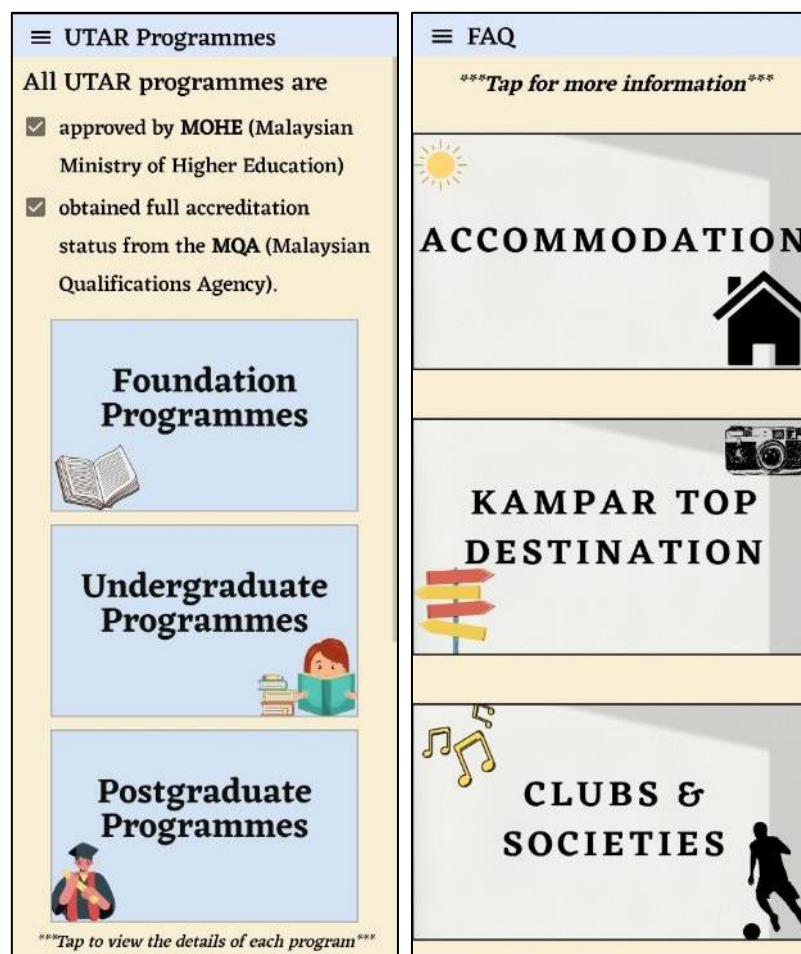 UTAR Programmes
All UTAR programmes are
approved by MOHE (Malaysian
Ministry of Higher Education)
obtained full accreditation
status from the MQA (Malaysian
Qualifications Agency).
Foundation
Programmes
Undergraduate
Programmes
Postgraduate
Programmes
***Tap to view the details of each program***
FAQ
***Tap for more information***
ACCOMMODATION
KAMPAR TOP
DESTINATION
CLUBS &
SOCIETIES